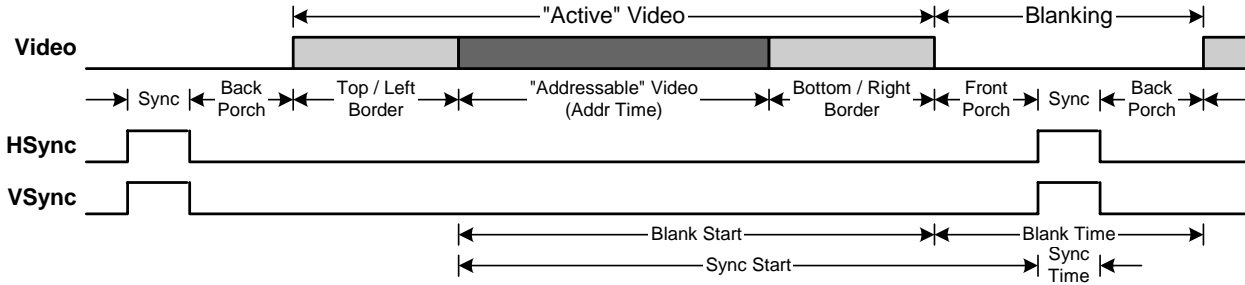 "Active" Video
Blanking
Video
Sync
Back
Porch
Top / Left
Border
"Addressable" Video
(Addr Time)
Bottom / Right
Border
Front
Porch
Sync
Back
Porch
HSync
VSync
Blank Start
Blank Time
Sync Start
Sync
Time